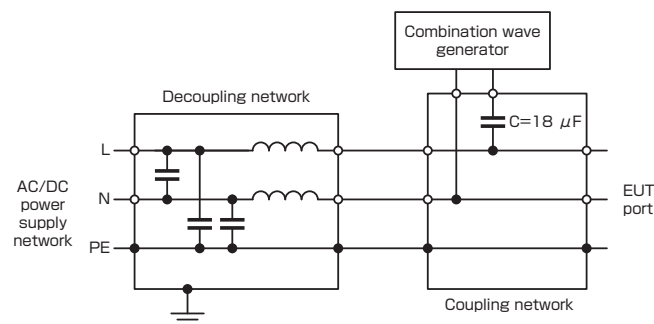 Combination wave
generator
Decoupling network
C=18 μF
L
N
PE
AC/DC
power
supply
network
EUT
port
Coupling network